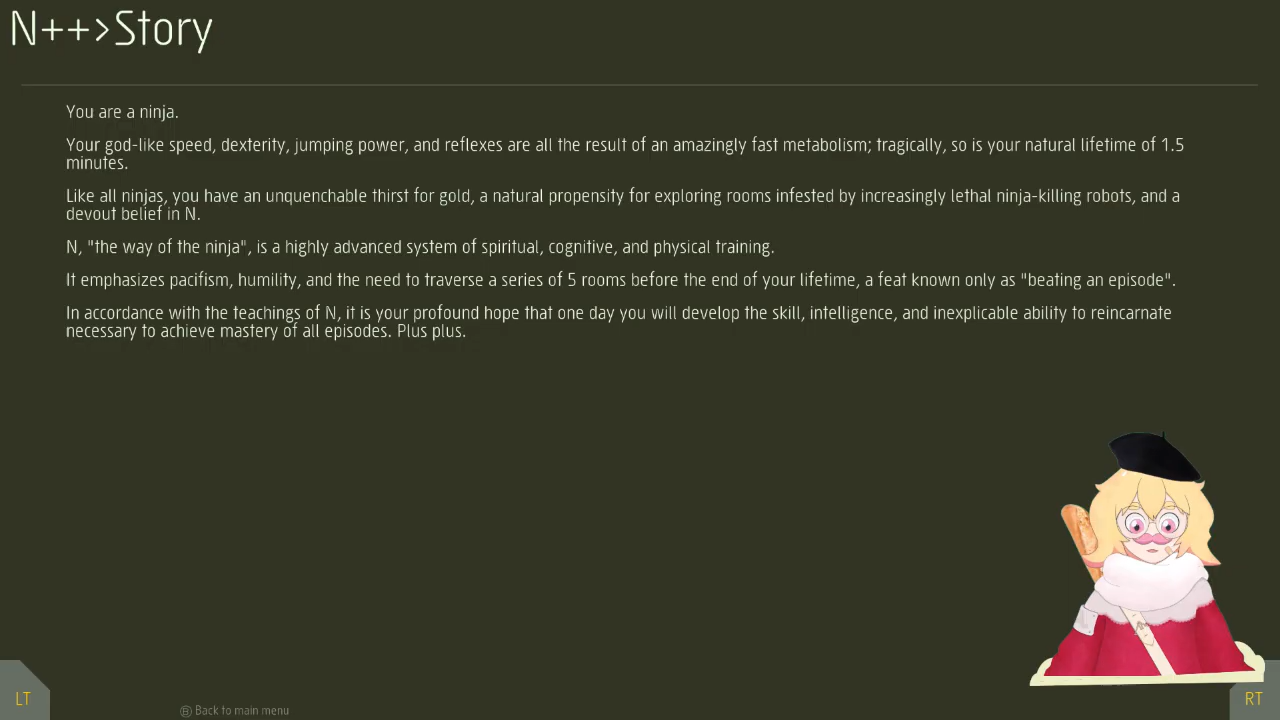 N++>Story
You are a ninja.
Your god-like speed, dexterity, jumping power, and reflexes are all the result of an amazingly fast metabolism; tragically, so is your natural lifetime of 1.5
minutes.
Like all ninjas, you have an unquenchable thirst for gold, a natural propensity for exploring rooms infested by increasingly lethal ninja-killing robots, and a
devout belief in N.
N, "the way of the ninja", is a highly advanced system of spiritual, cognitive, and physical training.
It emphasizes pacifism, humility, and the need to traverse a series of 5 rooms before the end of your lifetime, a feat known only as "beating an episode".
In accordance with the teachings of N, it is your profound hope that one day you will develop the skill, intelligence, and inexplicable ability to reincarnate
necessary to achieve mastery of all episodes. Plus plus.
LT
RT
Ⓑ Back to main menu